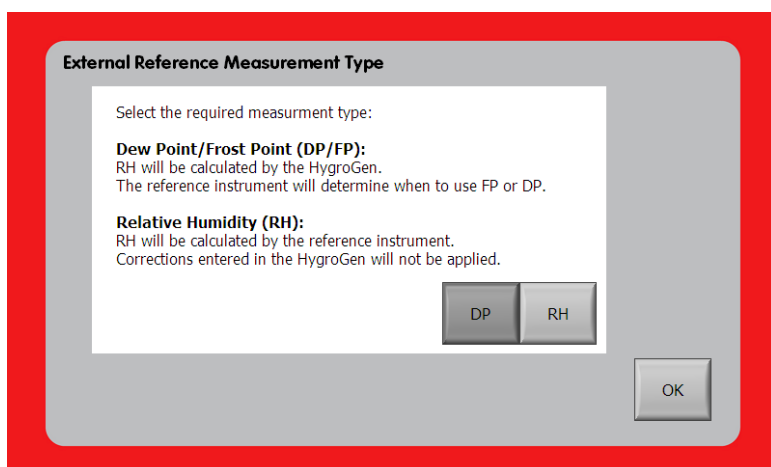 External Reference Measurement Type
Select the required measurment type:
Dew Point/Frost Point (DP/FP):
RH will be calculated by the HygroGen.
The reference instrument will determine when to use FP or DP.
Relative Humidity (RH):
RH will be calculated by the reference instrument.
Corrections entered in the HygroGen will not be applied.
DP RH
OK